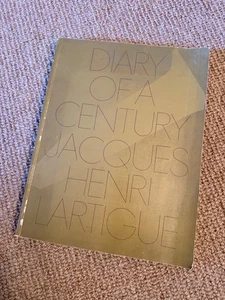 DIARY
OF A
CENTURY
JACQUES
HENRI
LARTIGUE